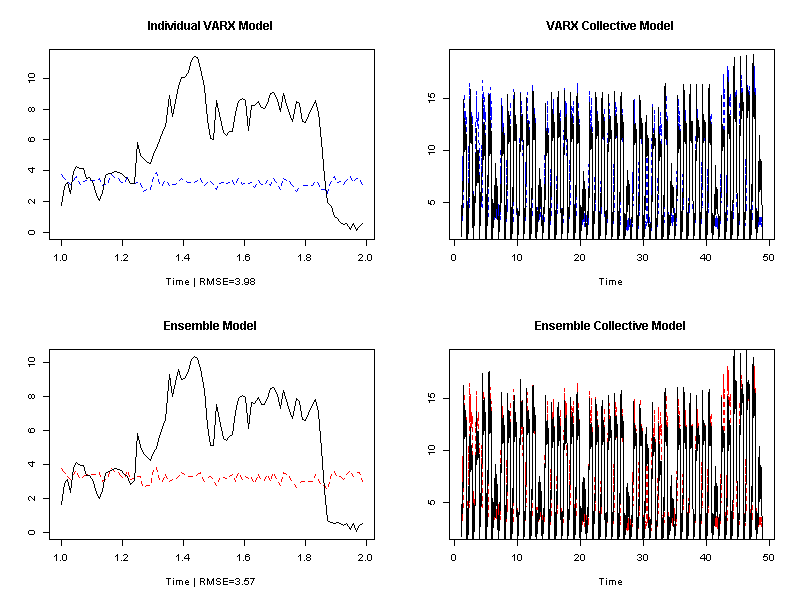 Individual VARX Model
10
8
6
4
2
0
1.0 1.2 1.4 1.6 1.8 2.0
Time | RMSE=3.98
VARX Collective Model
15
10
5
0 10 20 30 40 50
Time
Ensemble Model
10
8
6
4
2
0
1.0 1.2 1.4 1.6 1.8 2.0
Time | RMSE=3.57
Ensemble Collective Model
15
10
5
0 10 20 30 40 50
Time